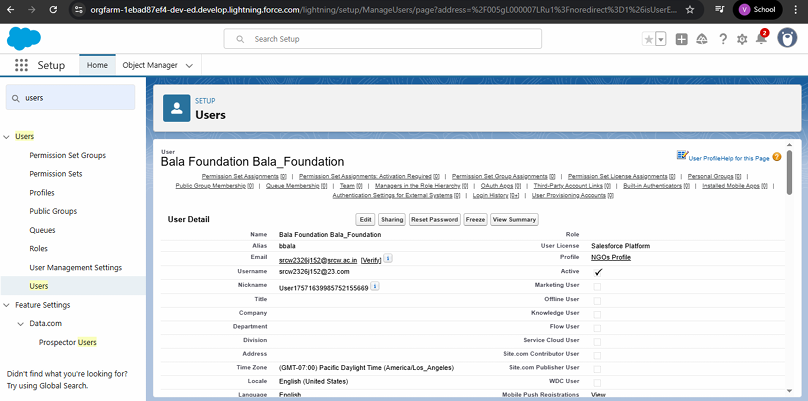 orgfarm-1ebad87ef4-dev-ed.develop.lightning.force.com/lightning/setup/ManageUsers/page?address=%2F005gL000007LRu1%3Fnoredirect%3D1%26isUserE...
School
V
Search Setup
2
Setup
Home
Object Manager
users
Users
Permission Set Groups
Permission Sets
Profiles
Public Groups
Queues
Roles
User Management Settings
Users
Feature Settings
Data.com
Prospector Users
Didn't find what you're looking for?
Try using Global Search.
SETUP
Users
User
Bala Foundation Bala_Foundation
User Profile Help for this Page
Permission Set Assignments [0] | Permission Set Assignments: Activation Required [0] | Permission Set Group Assignments [0] | Permission Set License Assignments [0] | Personal Groups [0] |
Public Group Membership [0] | Queue Membership [0] | Team [0] | Managers in the Role Hierarchy [0] | OAuth Apps [0] | Third-Party Account Links [0] | Built-in Authenticators [0] | Installed Mobile Apps [0] |
Authentication Settings for External Systems [0] | Login History [0+] | User Provisioning Accounts [0]
User Detail
Edit Sharing Reset Password Freeze View Summary
Name Bala Foundation Bala_Foundation Role
Alias bbala User License Salesforce Platform
Email srcw2326j152@srcw.ac.in [Verify] i Profile NGOs Profile
Username srcw2326j152@23.com Active
Nickname User17571639985752155669 i Marketing User
Title Offline User
Company Knowledge User
Department Flow User
Division Service Cloud User
Address Site.com Contributor User
Site.com Publisher User
Time Zone (GMT-07:00) Pacific Daylight Time (America/Los_Angeles)
Locale English (United States) WDC User
Language English Mobile Push Registrations View